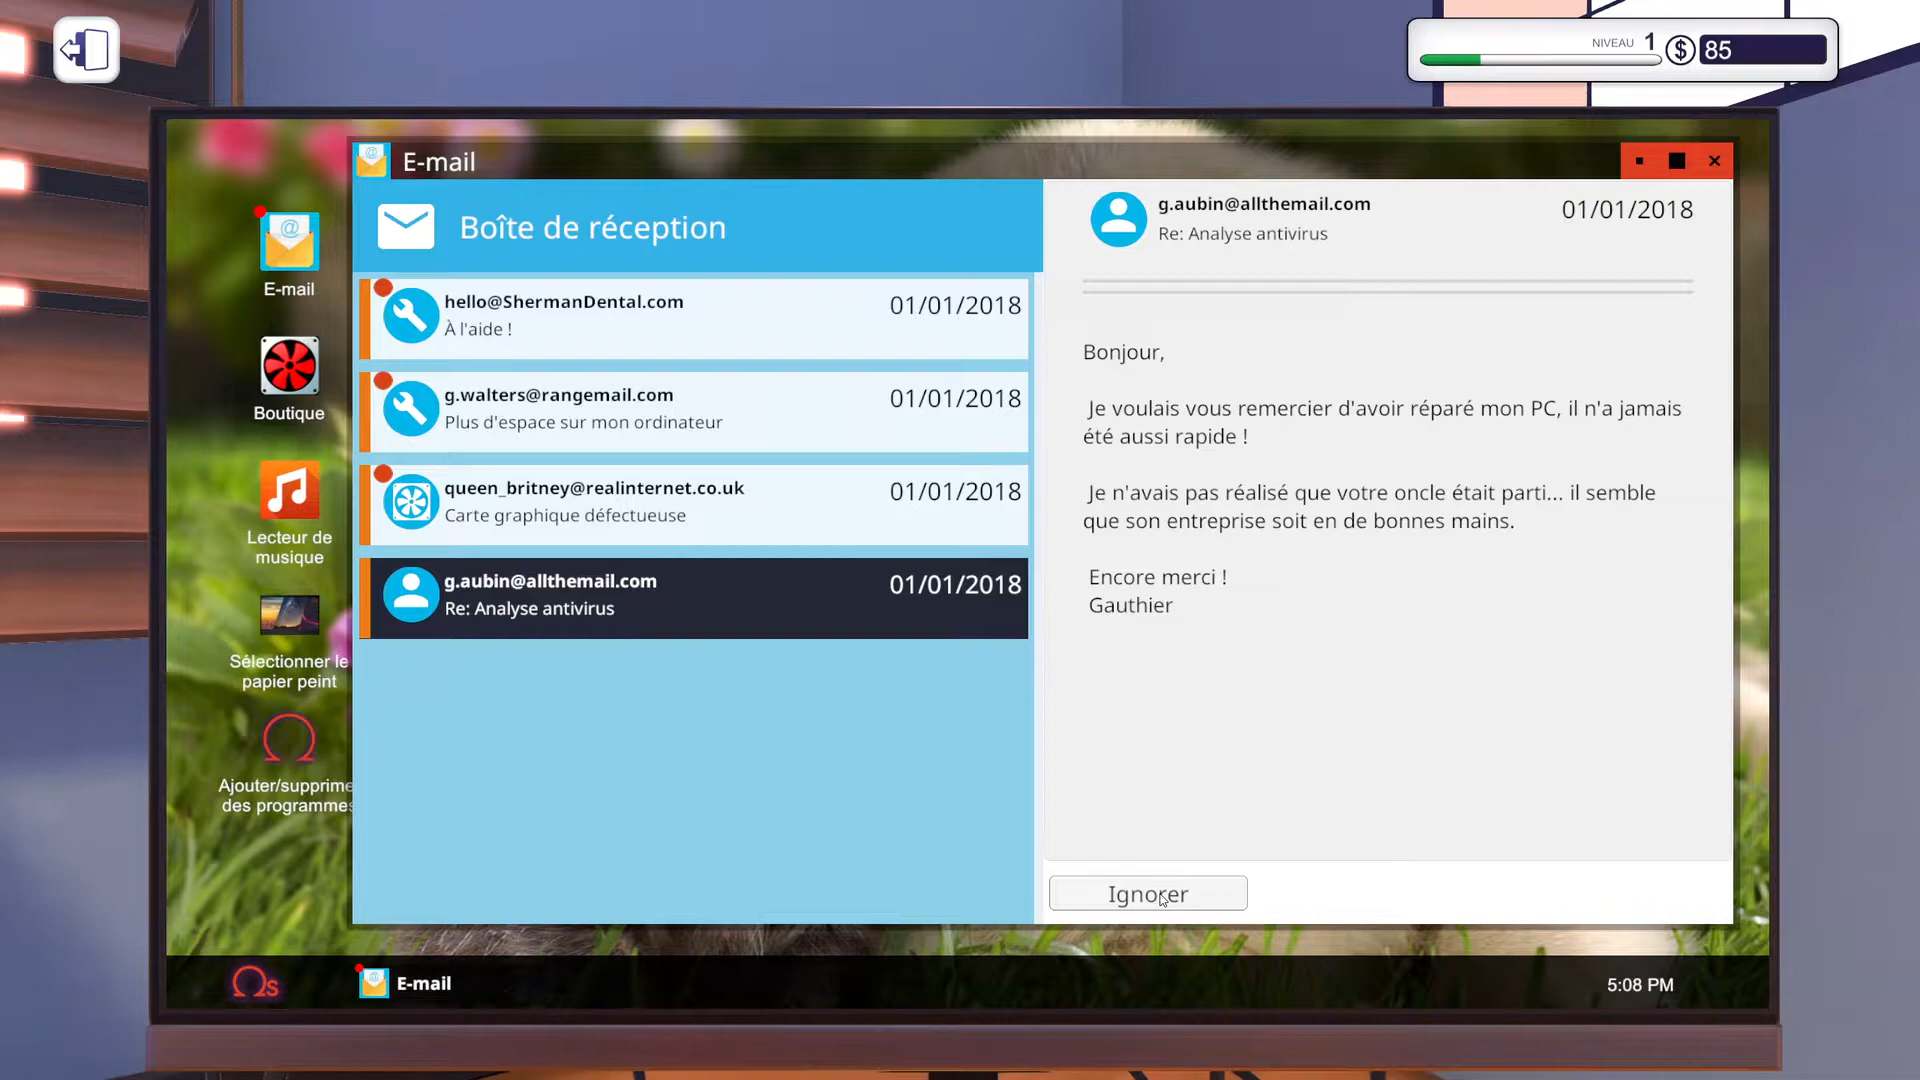 NIVEAU 1
85
E-mail
Boîte de réception
hello@ShermanDental.com
01/01/2018
À l'aide !
g.walters@rangemail.com
01/01/2018
Plus d'espace sur mon ordinateur
queen_britney@realinternet.co.uk
01/01/2018
Carte graphique défectueuse
g.aubin@allthemail.com
01/01/2018
Re: Analyse antivirus
g.aubin@allthemail.com
01/01/2018
Re: Analyse antivirus
Bonjour,
Je voulais vous remercier d'avoir réparé mon PC, il n'a jamais
été aussi rapide !
Je n'avais pas réalisé que votre oncle était parti... il semble
que son entreprise soit en de bonnes mains.
Encore merci !
Gauthier
Ignorer
E-mail
Boutique
Lecteur de
musique
Sélectionner le
papier peint
Ajouter/supprime
des programmes
Ωs
E-mail
5:08 PM